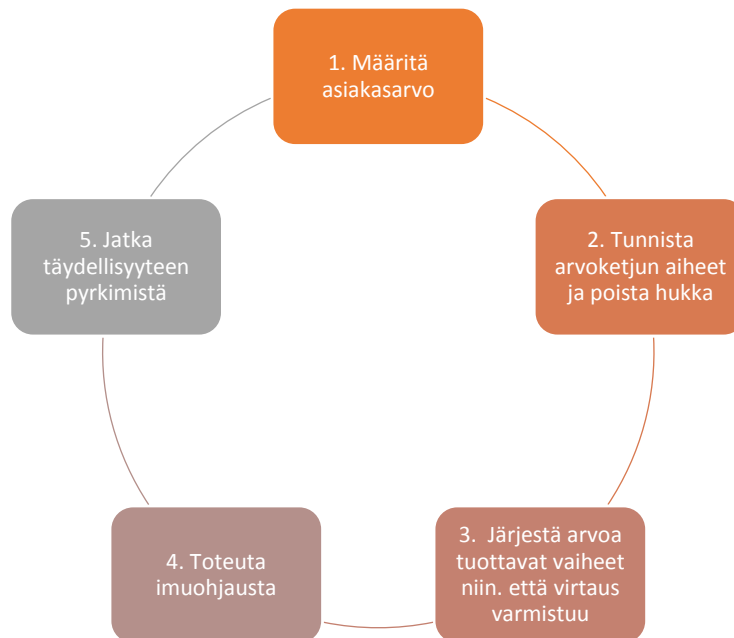 1. Määritä
asiakasarvo
2. Tunnista
arvoketjun aiheet
ja poista hukka
3. Järjestä arvoa
tuottavat vaiheet
niin. että virtaus
varmistuu
4. Toteuta
imuohjausta
5. Jatka
täydellisyyteen
pyrkimistä